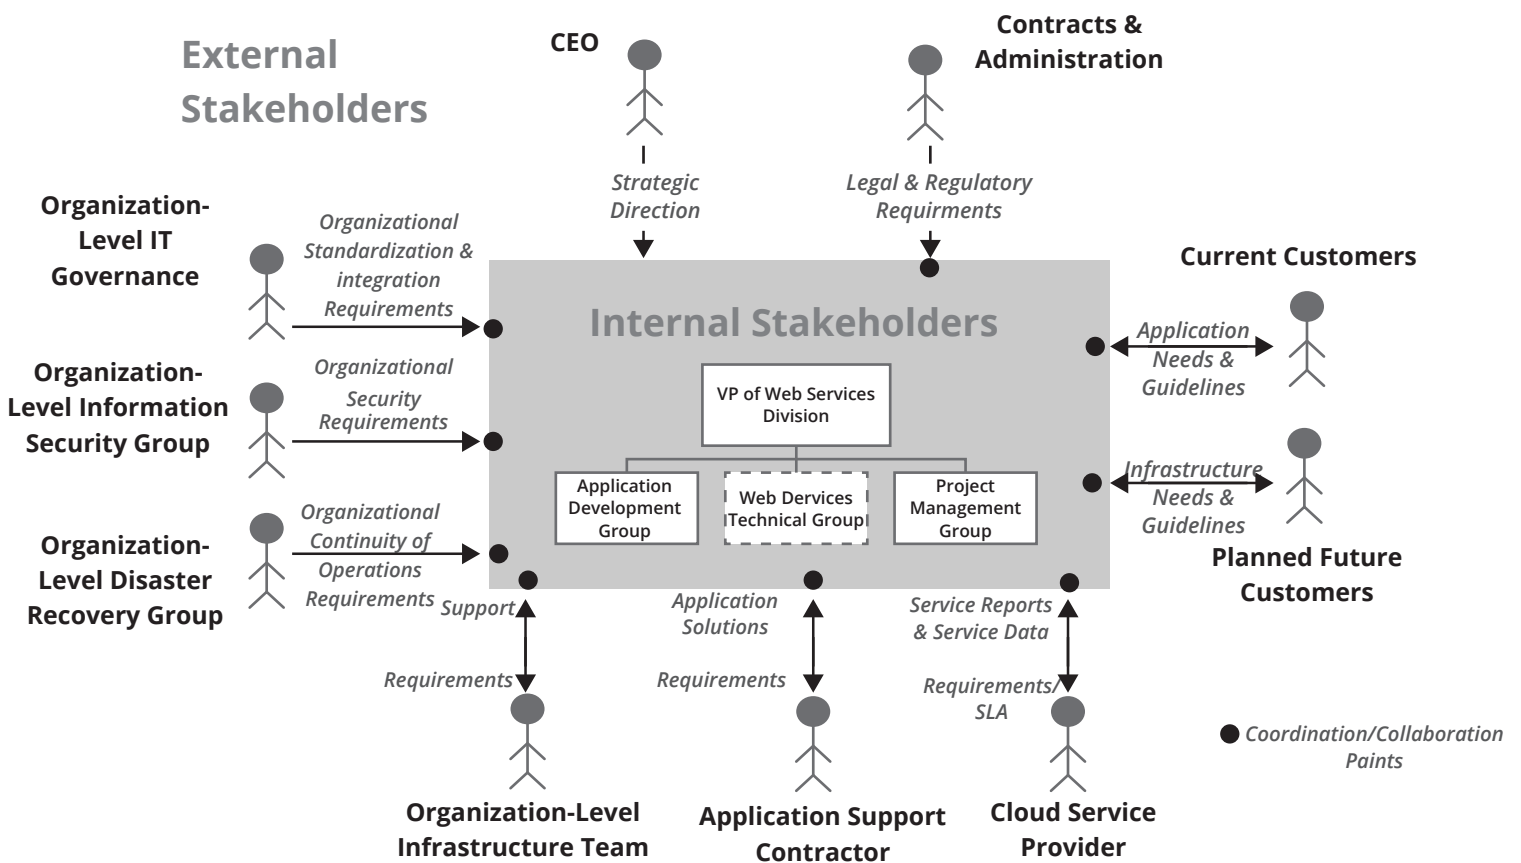 External
Stakeholders
CEO
Contracts &
Administration
Strategic
Direction
Legal & Regulatory
Requirments
Organization-
Level IT
Governance
Organizational
Standardization &
integration
Requirements
Current Customers
Internal Stakeholders
Application
Needs &
Guidelines
Organization-
Level Information
Security Group
Organizational
Security
Requirements
VP of Web Services
Division
Application
Development
Group
Web Dervices
Technical Group
Project
Management
Group
Infrastructure
Needs &
Guidelines
Planned Future
Customers
Organization-
Level Disaster
Recovery Group
Organizational
Continuity of
Operations
Requirements
Support
Requirements
Application
Solutions
Requirements
Service Reports
& Service Data
Requirements/
SLA
Coordination/Collaboration
Paints
Organization-Level
Infrastructure Team
Application Support
Contractor
Cloud Service
Provider